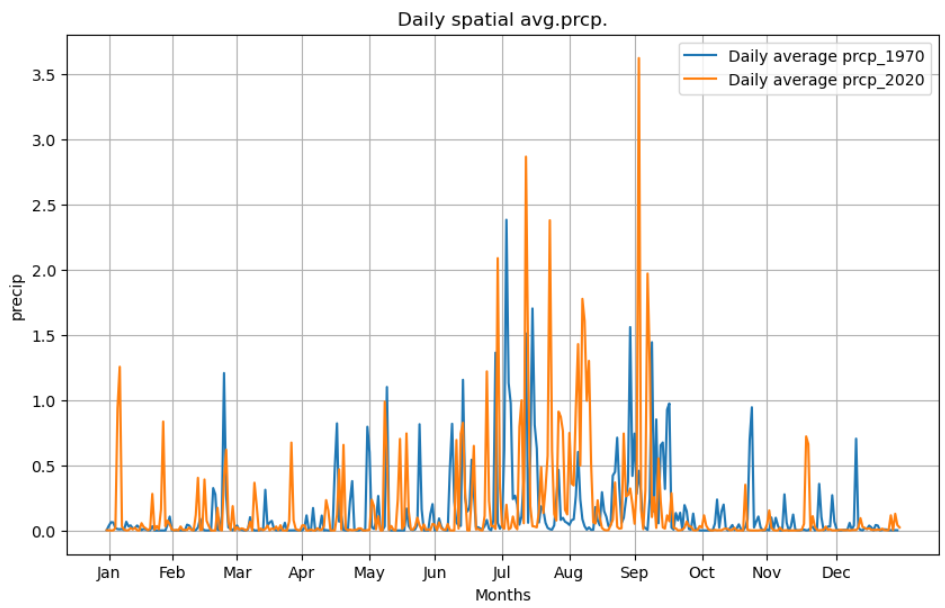 Daily spatial avg.prcp.
Daily average prcp_1970
Daily average prcp_2020
precip
3.5
3.0
2.5
2.0
1.5
1.0
0.5
0.0
Jan Feb Mar Apr May Jun Jul Aug Sep Oct Nov Dec
Months